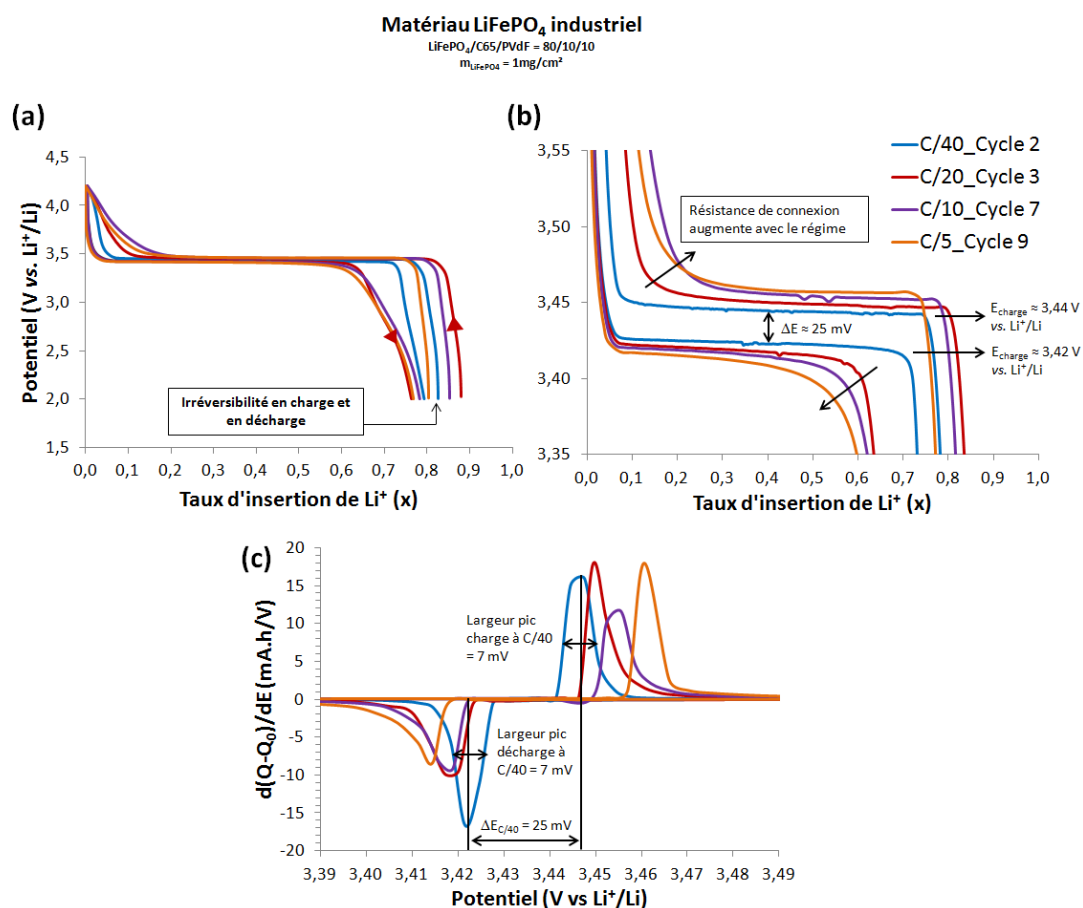 Matériau LiFePO4 industriel
LiFePO4/C65/PVdF = 80/10/10
mLiFePO4 = 1mg/cm²
(a)
Potentiel (V vs. Li+/Li)
4,5
4,0
3,5
3,0
2,5
2,0
1,5
Irréversibilité en charge et
en décharge
0,0 0,1 0,2 0,3 0,4 0,5 0,6 0,7 0,8 0,9 1,0
Taux d'insertion de Li+ (x)
(b)
3,55
3,50
3,45
3,40
3,35
C/40_Cycle 2
C/20_Cycle 3
C/10_Cycle 7
C/5_Cycle 9
Résistance de connexion
augmente avec le régime
ΔE ≈ 25 mV
Echarge ≈ 3,44 V
vs. Li+/Li
Echarge ≈ 3,42 V
vs. Li+/Li
0,0 0,1 0,2 0,3 0,4 0,5 0,6 0,7 0,8 0,9 1,0
Taux d'insertion de Li+ (x)
(c)
d(Q-Q0)/dE (mA.h/V)
20
15
10
5
0
-5
-10
-15
-20
Largeur pic
charge à C/40
= 7 mV
Largeur pic
décharge à
C/40 = 7 mV
ΔEC/40 = 25 mV
3,39 3,40 3,41 3,42 3,43 3,44 3,45 3,46 3,47 3,48 3,49
Potentiel (V vs Li+/Li)